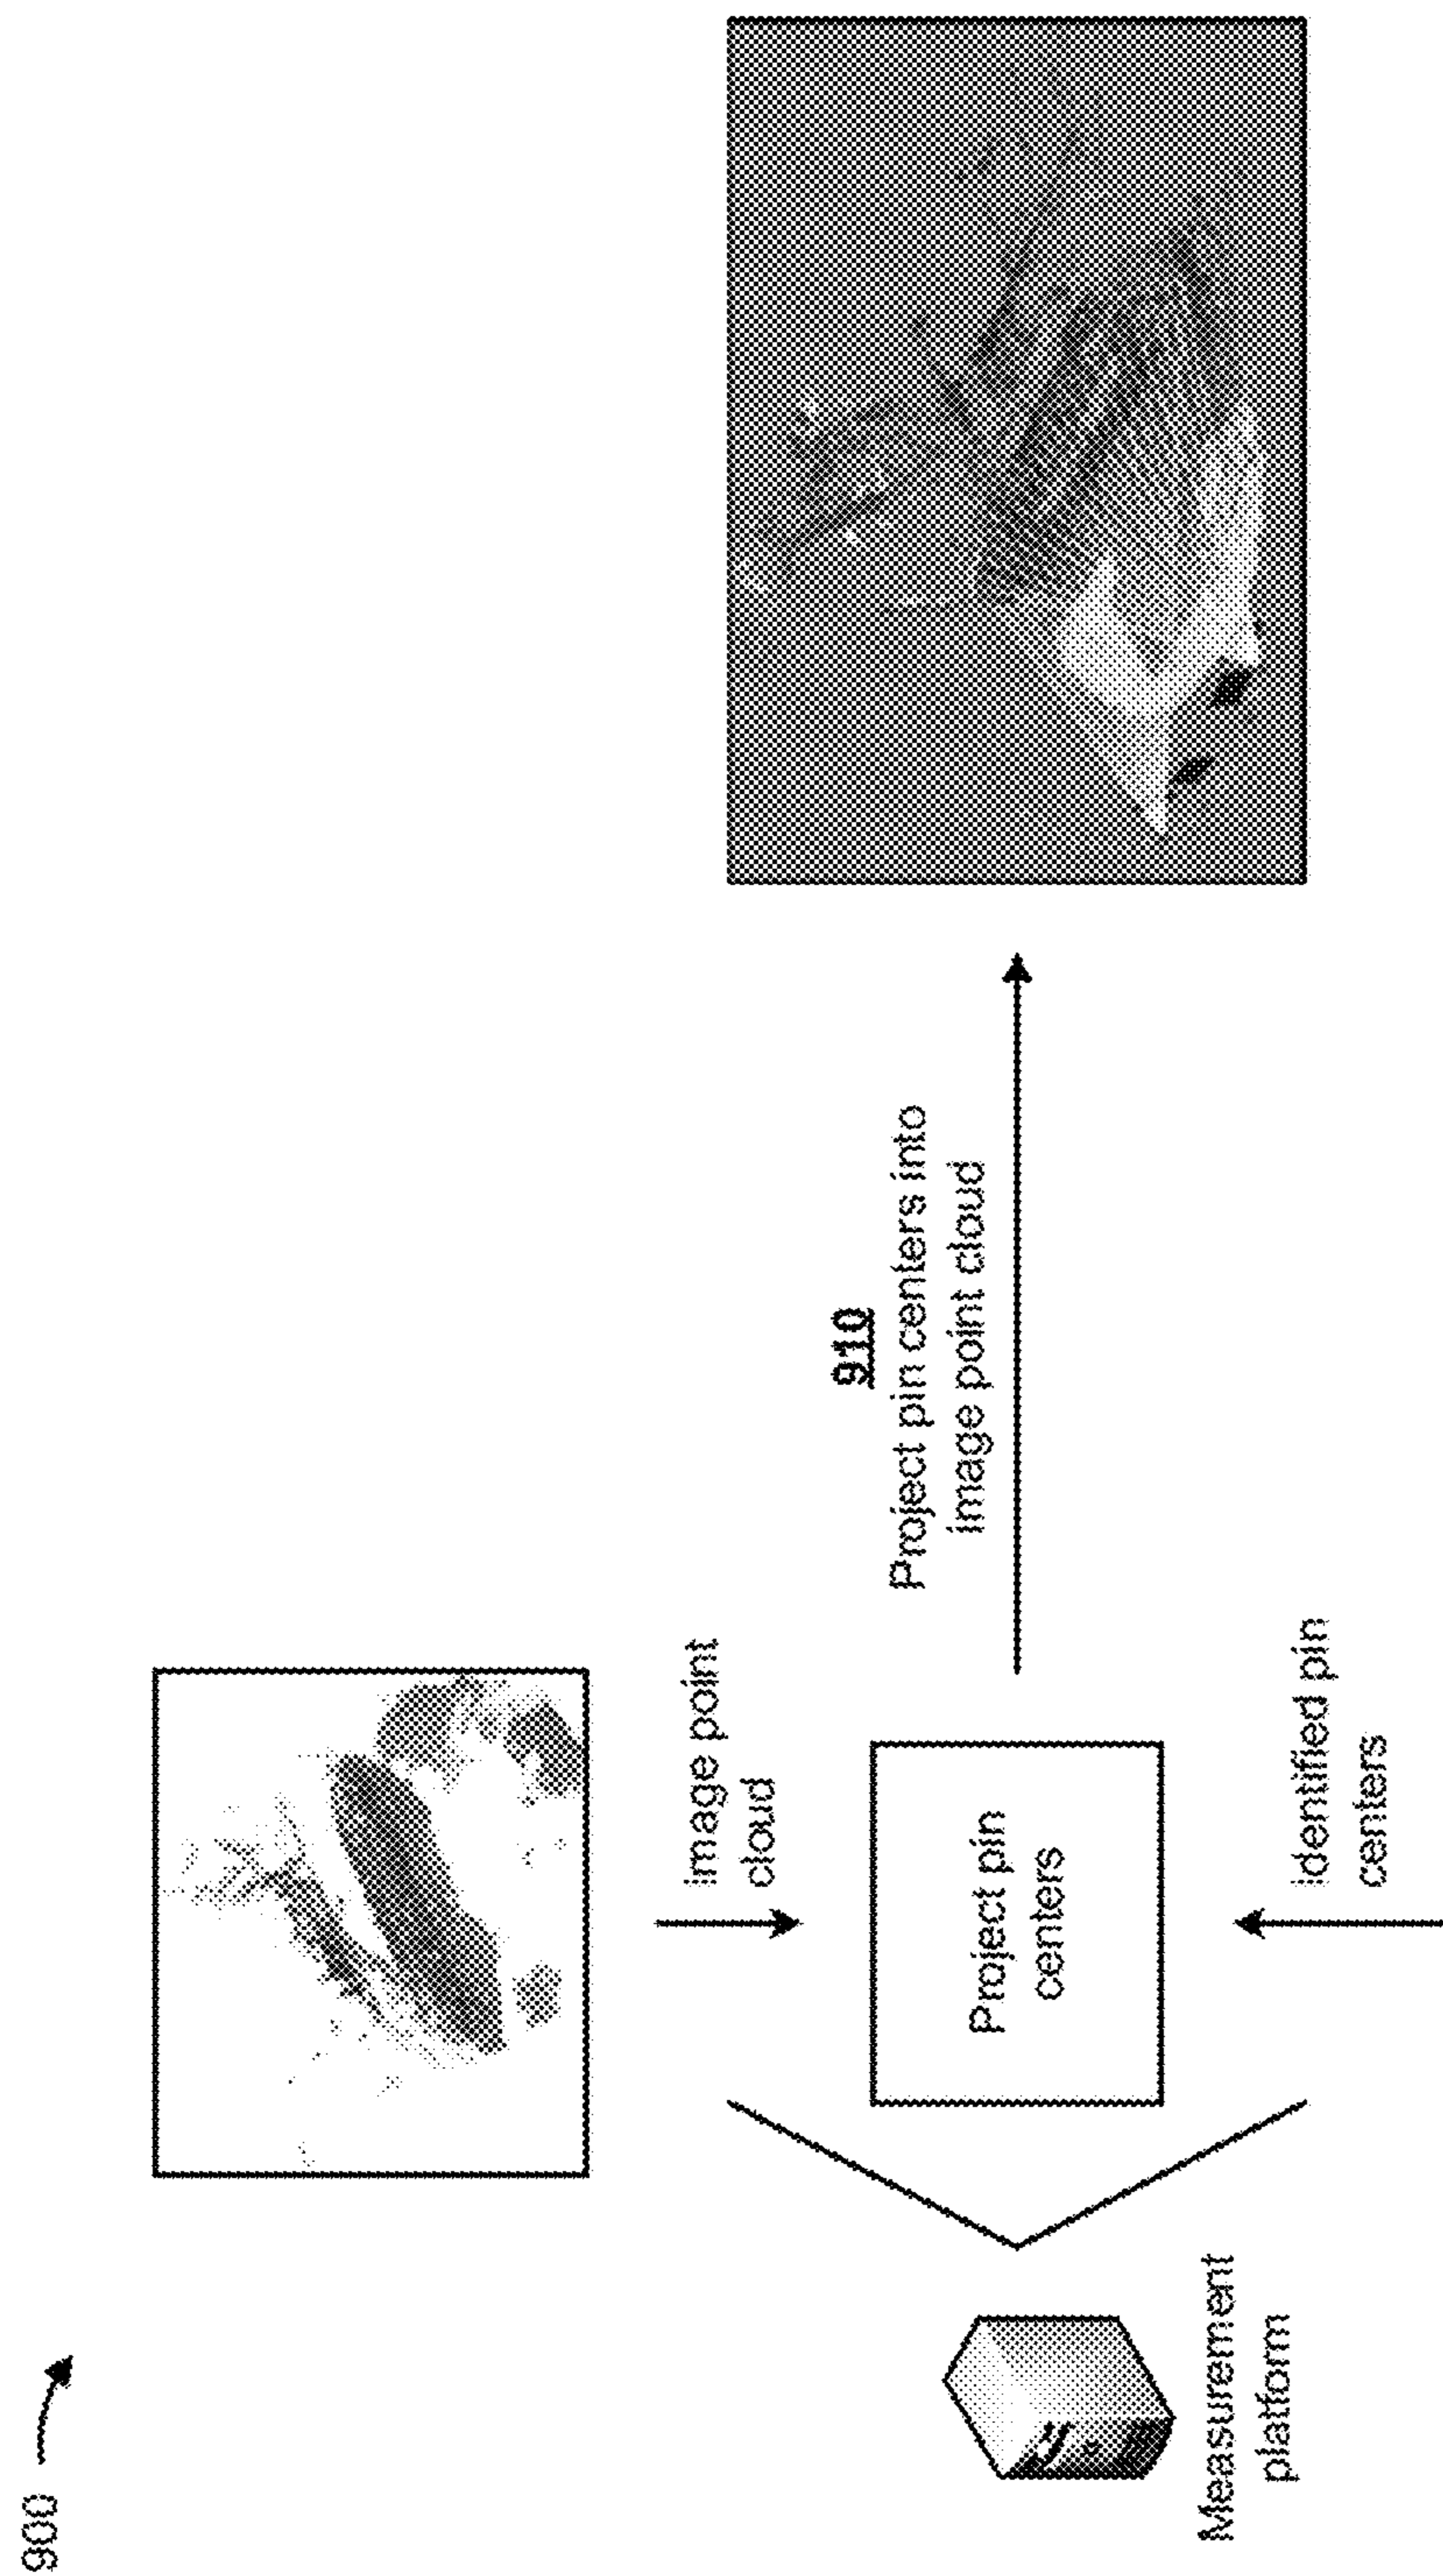 900
Image point
cloud
910
Project pin centers into
image point cloud
Project pin
centers
Identified pin
centers
Measurement
platform